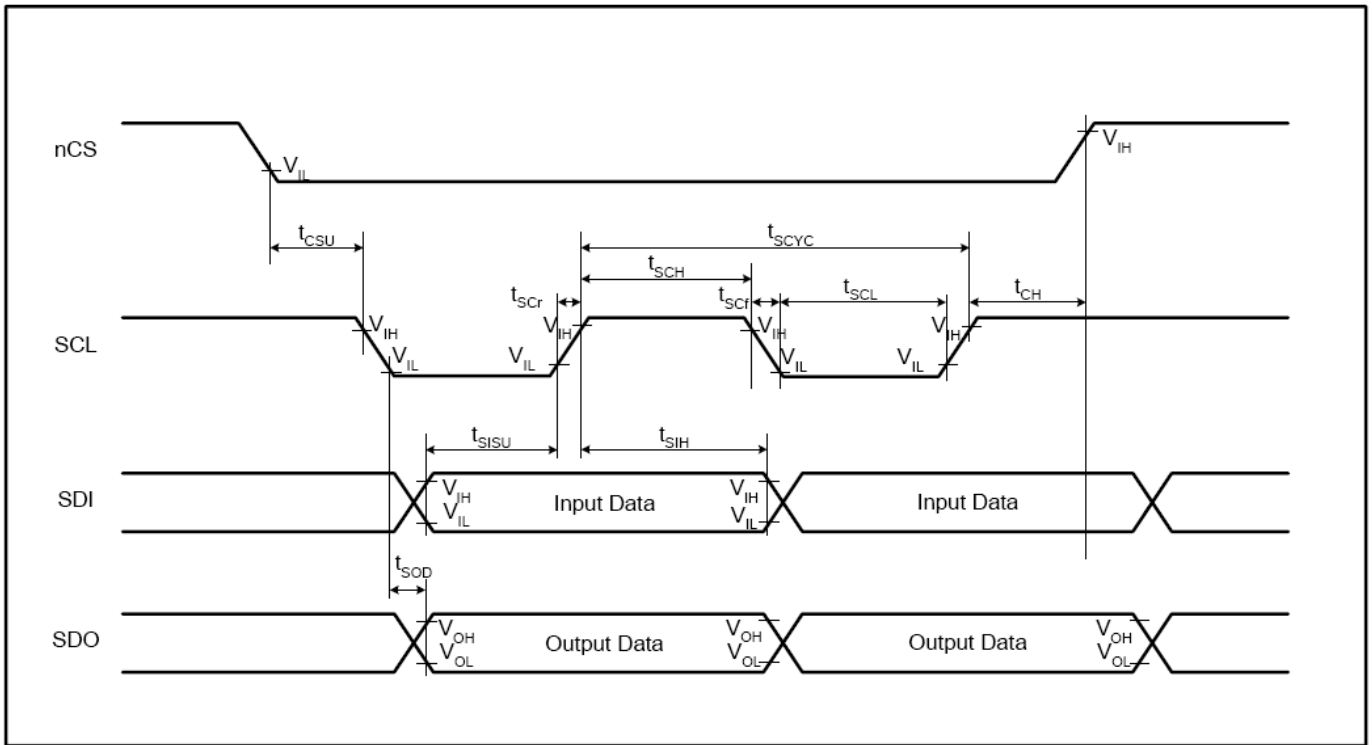 nCS
V_IL
V_IH
t_CSU
t_SCYC
t_SCH
t_SCr
t_SCf
t_SCL
t_CH
SCL
V_IH
V_IL
V_IH
V_IL
V_IH
V_IL
V_IH
V_IL
t_SISU
t_SIH
SDI
V_IH
V_IL
Input Data
V_IH
V_IL
Input Data
t_SOD
SDO
V_OH
V_OL
Output Data
V_OH
V_OL
Output Data
V_OH
V_OL